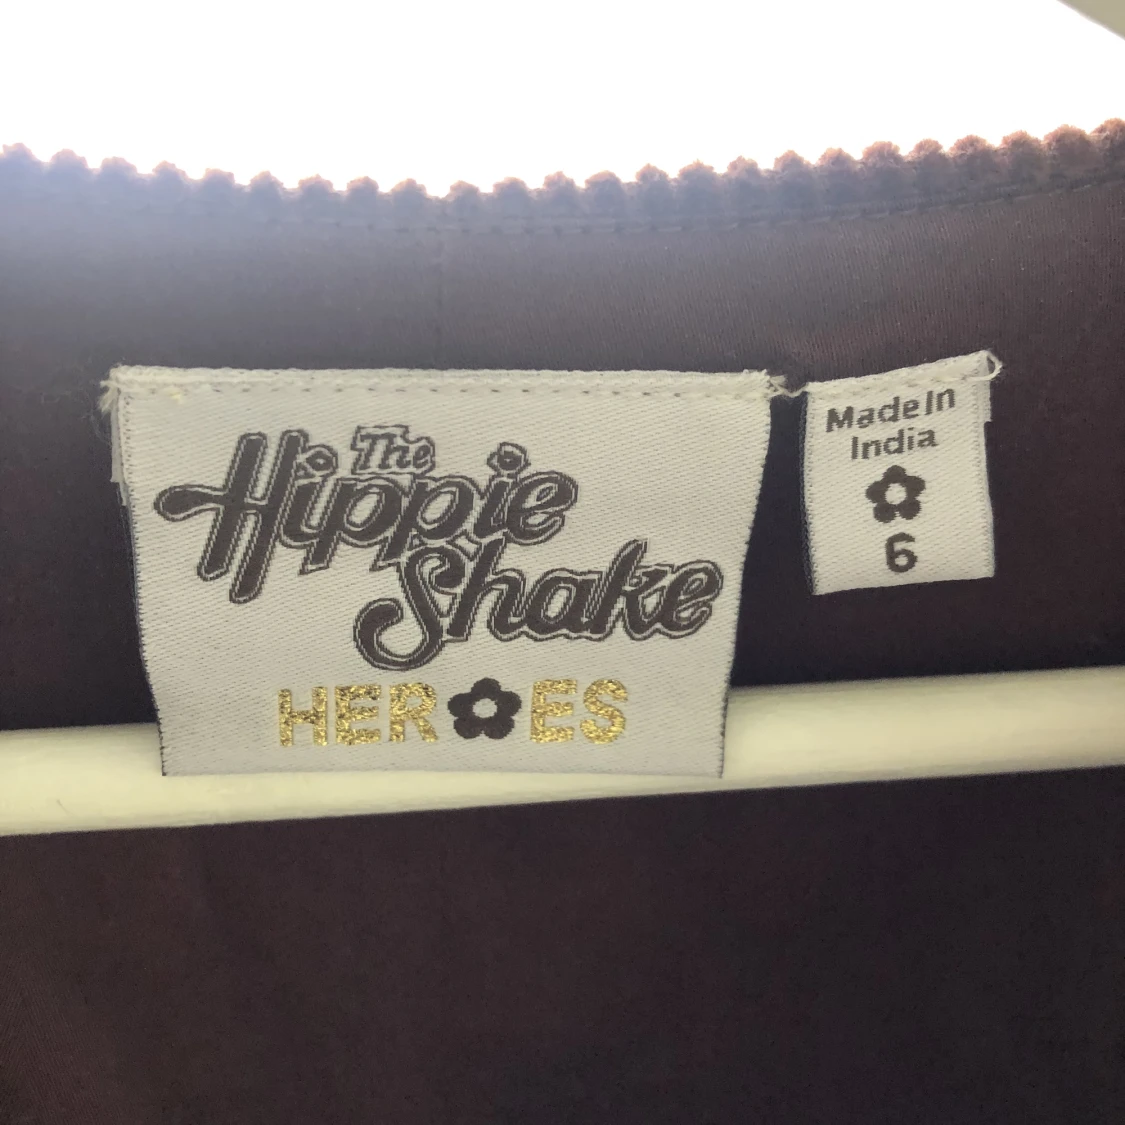 The
Hippie
Shake
HEROES
Made In
India
6